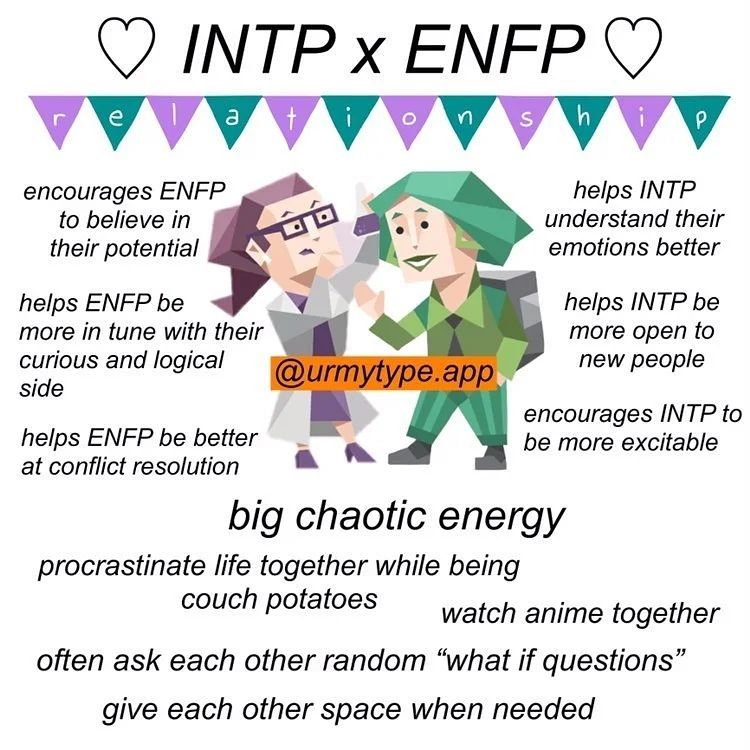 ♡ INTP x ENFP ♡
relationship
encourages ENFP
to believe in
their potential
helps ENFP be
more in tune with their
curious and logical
side
helps ENFP be better
at conflict resolution
@urmytype.app
helps INTP
understand their
emotions better
helps INTP be
more open to
new people
encourages INTP to
be more excitable
big chaotic energy
procrastinate life together while being
couch potatoes
watch anime together
often ask each other random “what if questions”
give each other space when needed